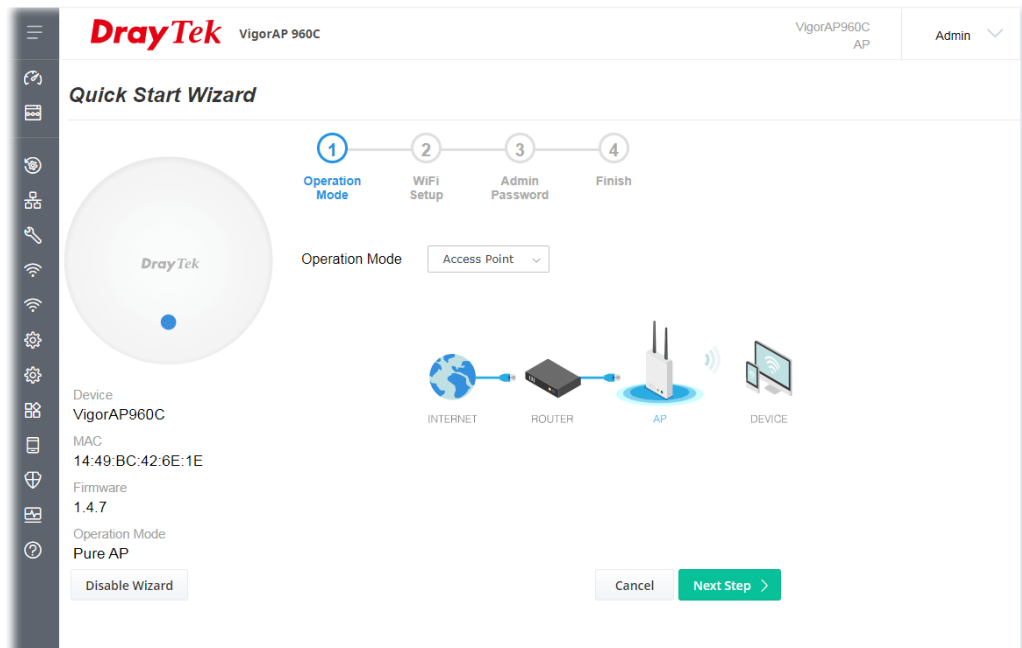 DrayTek VigorAP 960C
VigorAP960C
AP
Admin
Quick Start Wizard
1 2 3 4
Operation
Mode
WiFi
Setup
Admin
Password
Finish
DrayTek
Operation Mode Access Point
INTERNET ROUTER AP DEVICE
Device
VigorAP960C
MAC
14:49:BC:42:6E:1E
Firmware
1.4.7
Operation Mode
Pure AP
Disable Wizard Cancel Next Step